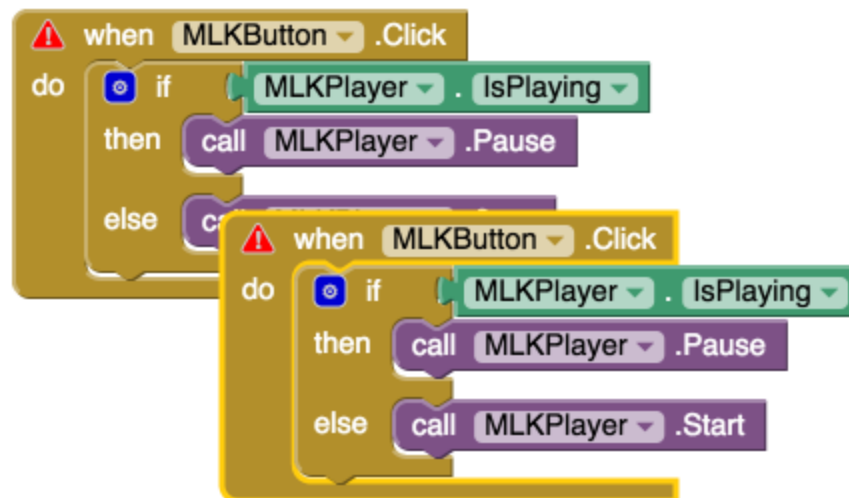 when MLKButton .Click
do if MLKPlayer . IsPlaying
then call MLKPlayer .Pause
else
when MLKButton .Click
do if MLKPlayer . IsPlaying
then call MLKPlayer .Pause
else call MLKPlayer .Start